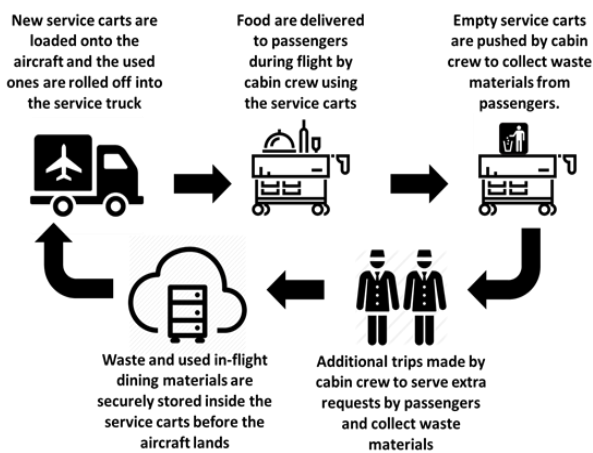 New service carts are
loaded onto the
aircraft and the used
ones are rolled off into
the service truck
Food are delivered
to passengers
during flight by
cabin crew using
the service carts
Empty service carts
are pushed by cabin
crew to collect waste
materials from
passengers.
Additional trips made by
cabin crew to serve extra
requests by passengers
and collect waste
materials
Waste and used in-flight
dining materials are
securely stored inside the
service carts before the
aircraft lands